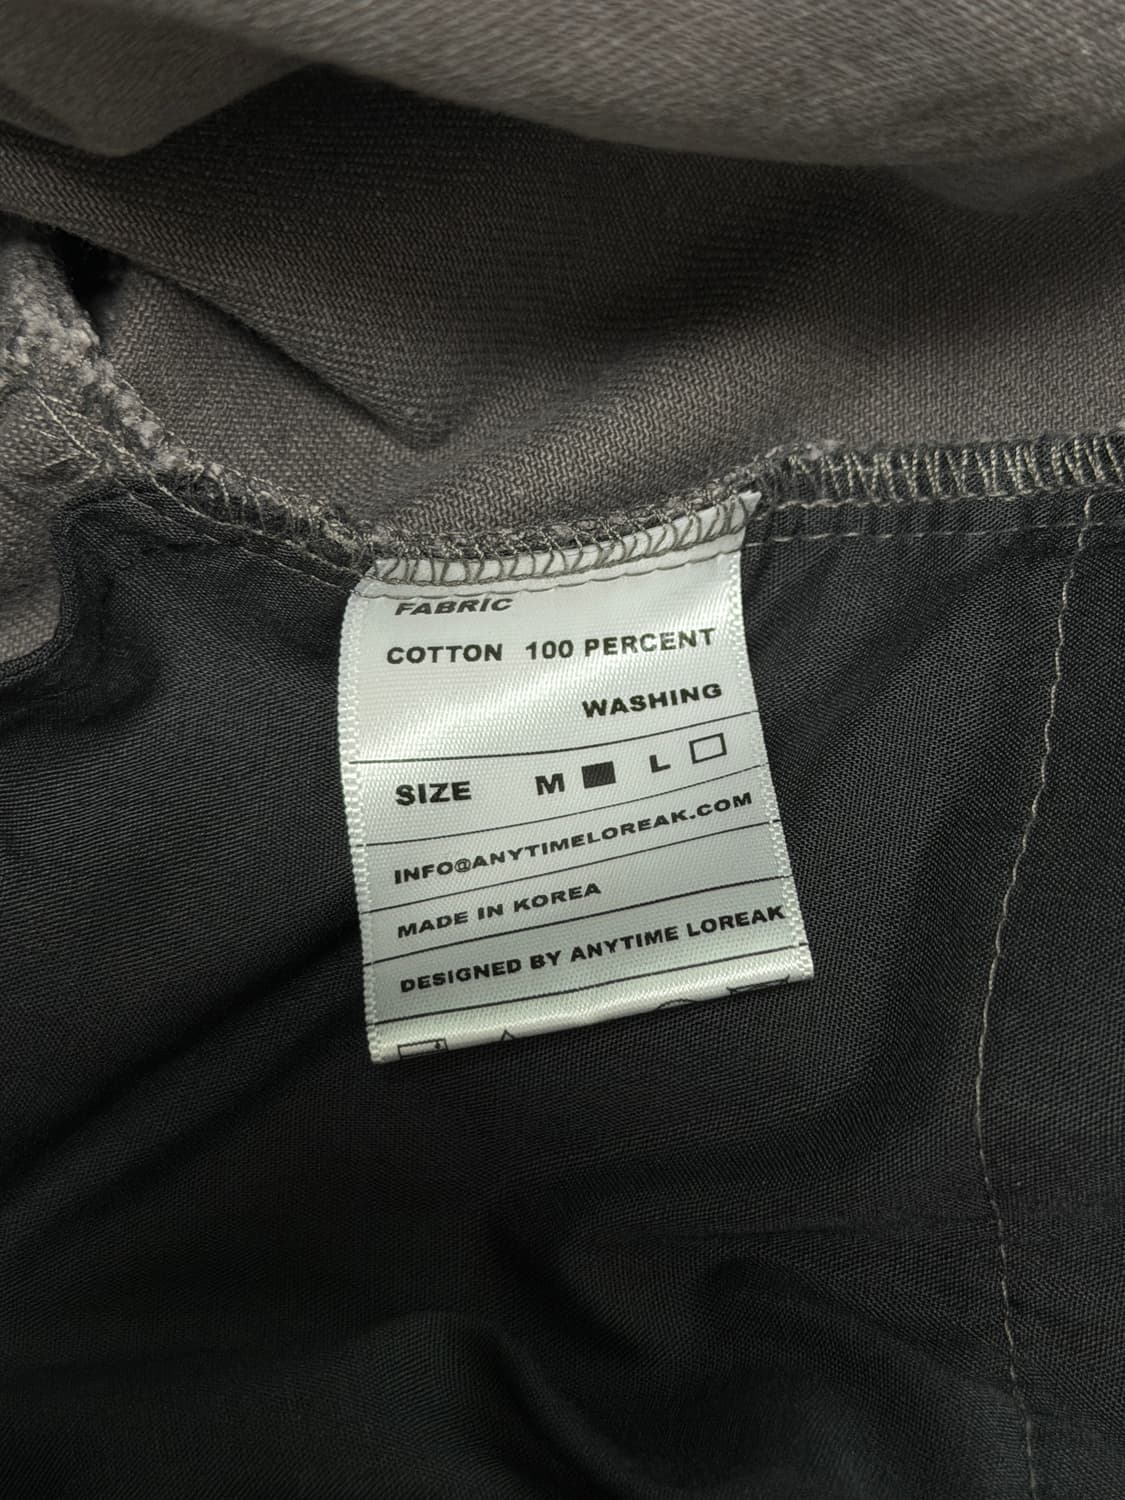 FABRIC
COTTON 100 PERCENT
WASHING
SIZE M L
INFO@ANYTIMELOREAK.COM
MADE IN KOREA
DESIGNED BY ANYTIME LOREAK